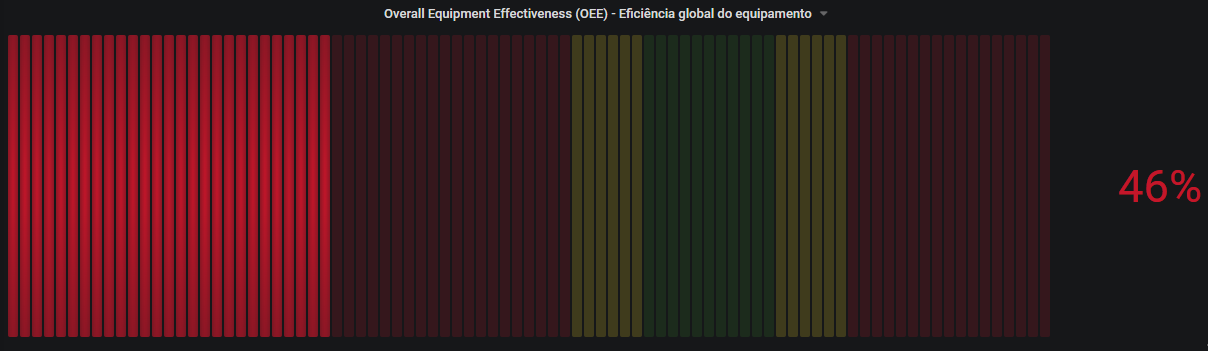 Overall Equipment Effectiveness (OEE) - Eficiência global do equipamento
46%